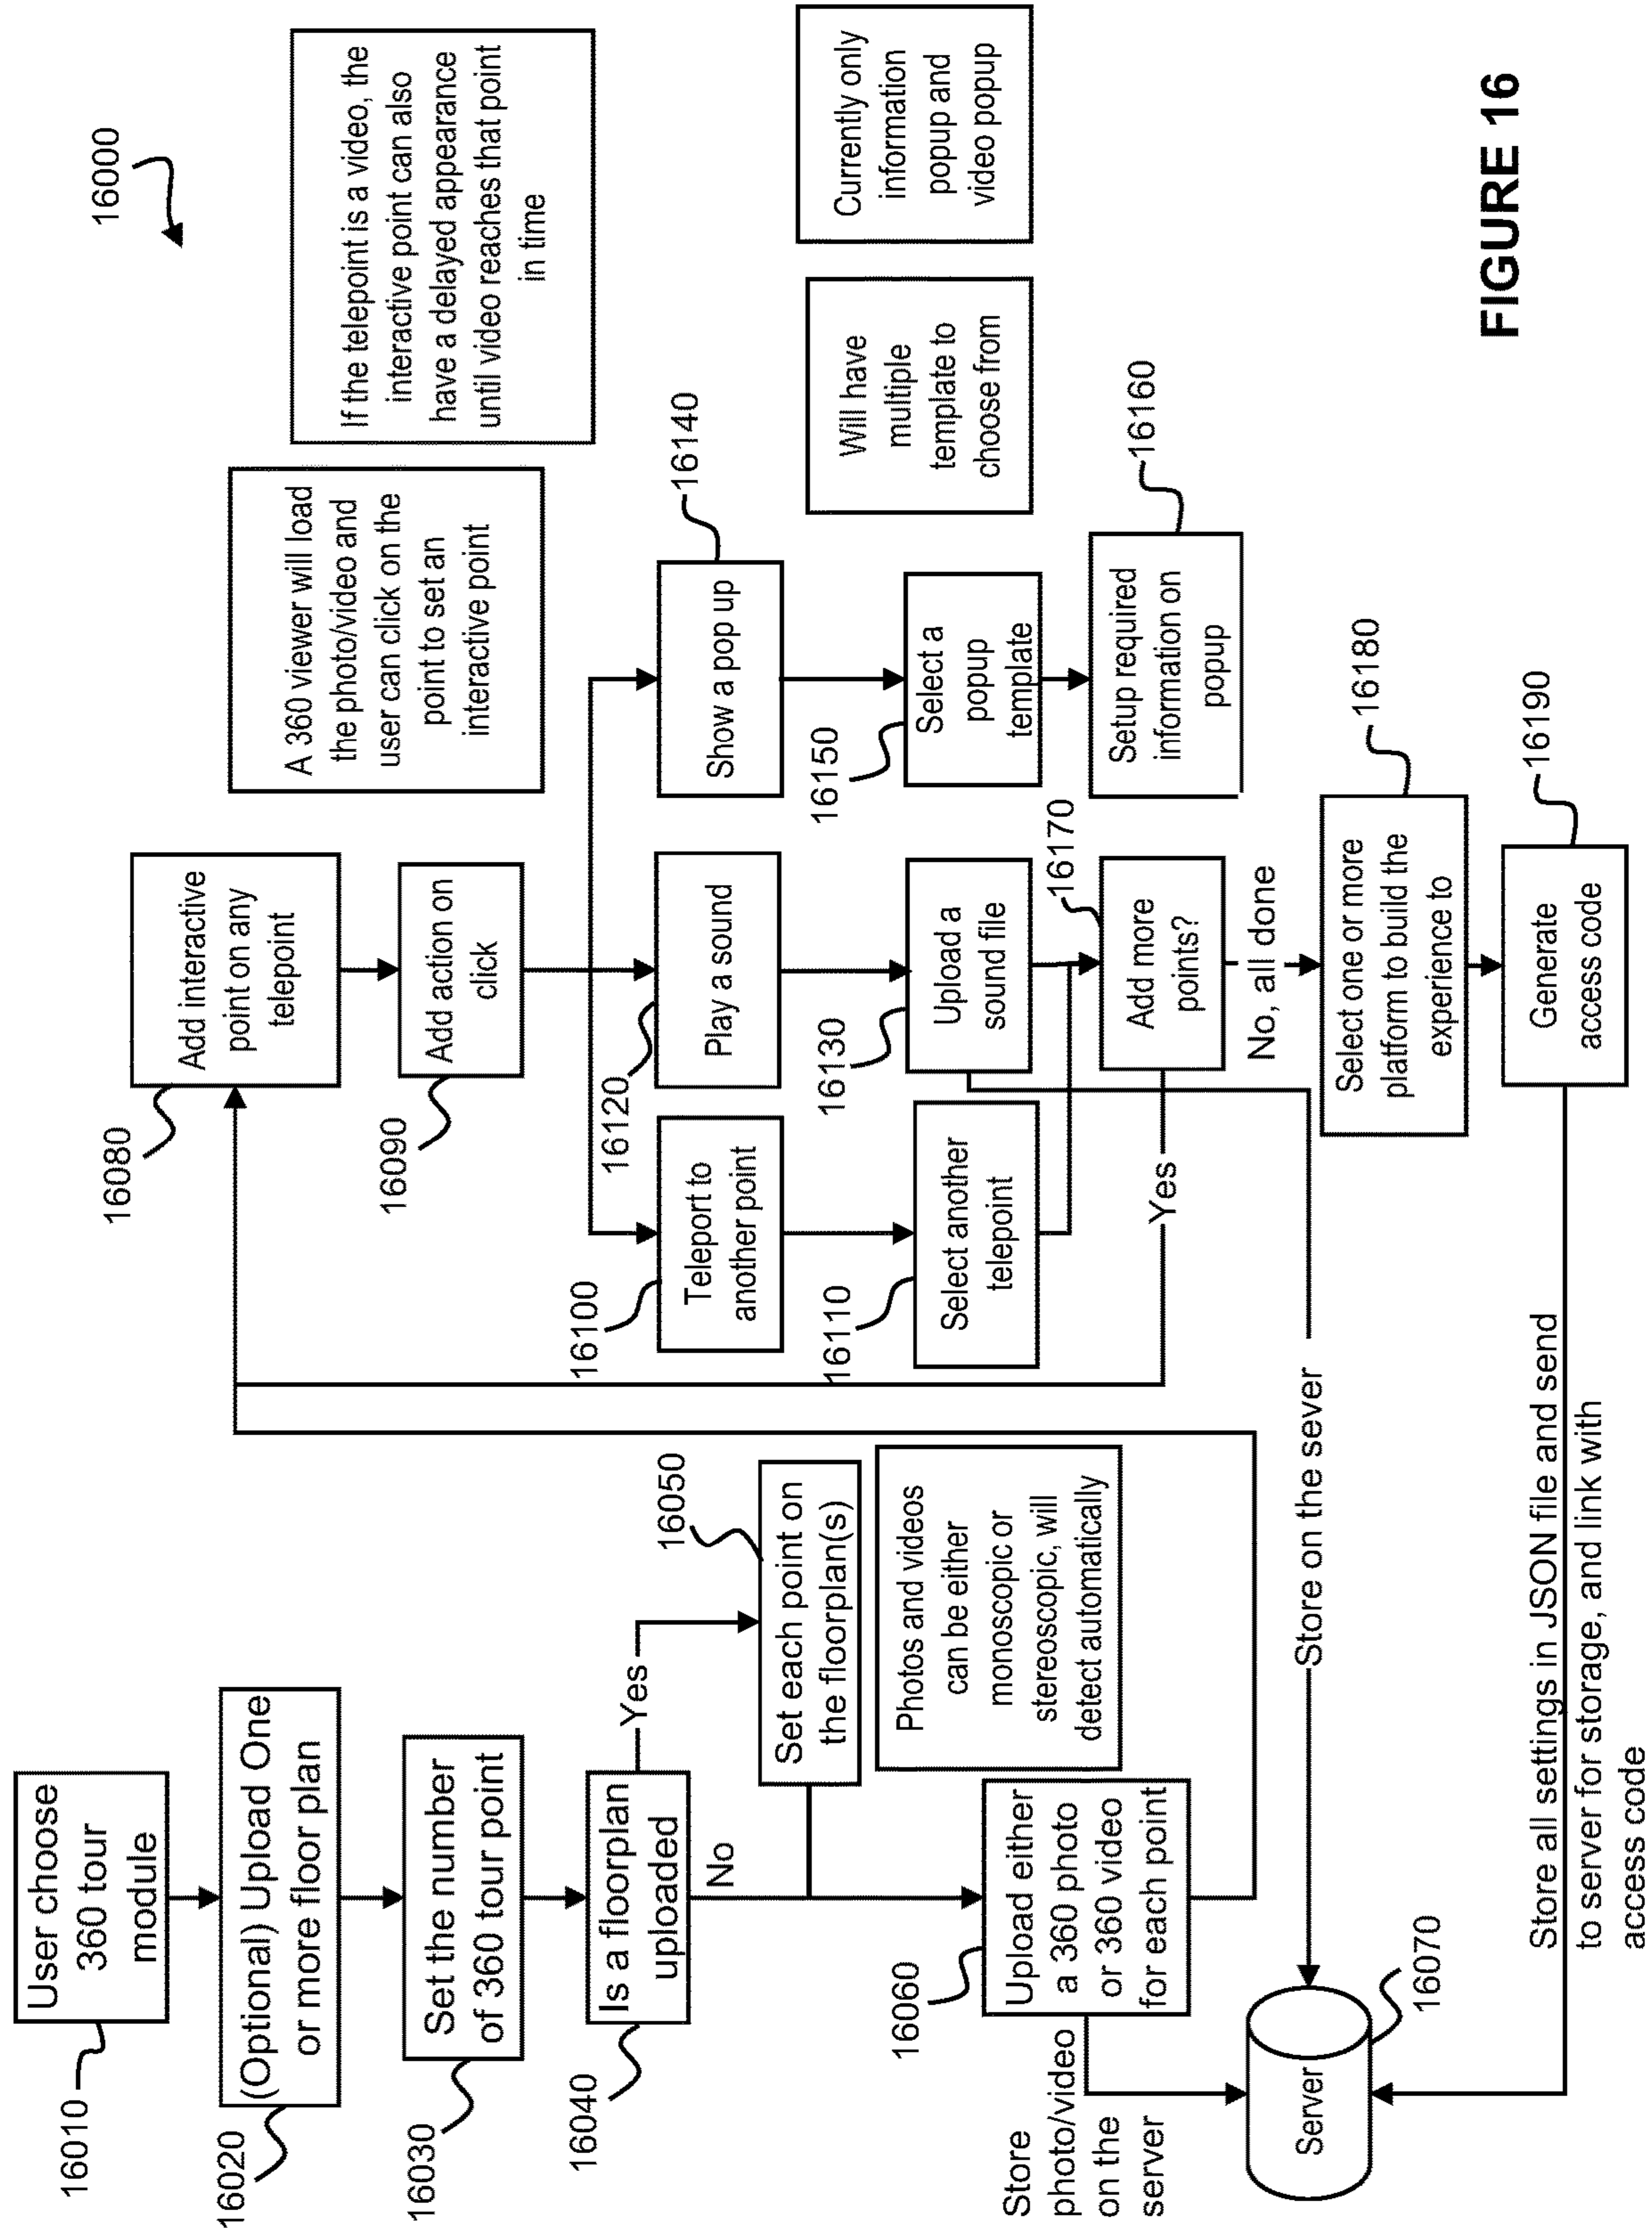 16000
16010
User choose
360 tour
module
16020
(Optional) Upload One
or more floor plan
16030
Set the number
of 360 tour point
16040
Is a floorplan
uploaded
Yes
No
16050
Set each point on
the floorplan(s)
Photos and videos
can be either
monoscopic or
stereoscopic, will
detect automatically
16060
Upload either
a 360 photo
or 360 video
for each point
Store
photo/video
on the
server
Server
16070
16080
Add interactive
point on any
telepoint
A 360 viewer will load
the photo/video and
user can click on the
point to set an
interactive point
If the telepoint is a video, the
interactive point can also
have a delayed appearance
until video reaches that point
in time
16090
Add action on
click
16100
Teleport to
another point
16110
Select another
telepoint
16120
Play a sound
16130
Upload a
sound file
16140
Show a pop up
16150
Select a
popup
template
Will have
multiple
template to
choose from
Currently only
information
popup and
video popup
16160
Setup required
information on
popup
16170
Add more
points?
Yes
No, all done
Store on the sever
16180
Select one or more
platform to build the
experience to
16190
Generate
access code
Store all settings in JSON file and send
to server for storage, and link with
access code
FIGURE 16